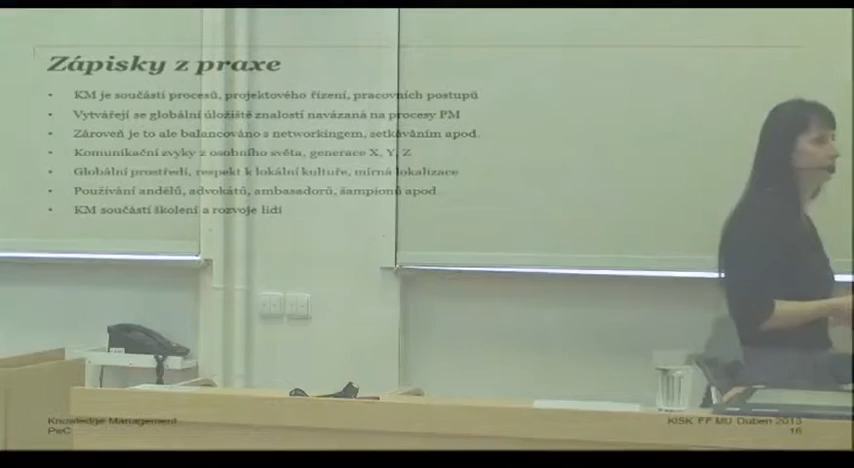 Zápisky z praxe
• KM je součástí procesů, projektového řízení, pracovních postupů
• Vytvářejí se globální úložiště znalostí navázaná na procesy PM
• Zároveň je to ale balancováno s networkingem, setkáváním apod.
• Komunikační zvyky z osobního světa, generace X, Y, Z
• Globální prostředí, respekt k lokální kultuře, mírná lokalizace
• Používání andělů, advokátů, ambasadorů, šampionů apod
• KM součástí školení a rozvoje lidí
Knowledge Management
PwC
KISK FF MU Duben 2013
16